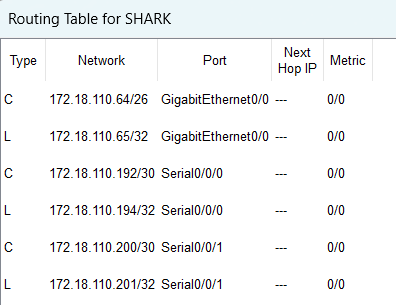 Routing Table for SHARK
Type Network Port Next Hop IP Metric
C 172.18.110.64/26 GigabitEthernet0/0 --- 0/0
L 172.18.110.65/32 GigabitEthernet0/0 --- 0/0
C 172.18.110.192/30 Serial0/0/0 --- 0/0
L 172.18.110.194/32 Serial0/0/0 --- 0/0
C 172.18.110.200/30 Serial0/0/1 --- 0/0
L 172.18.110.201/32 Serial0/0/1 --- 0/0